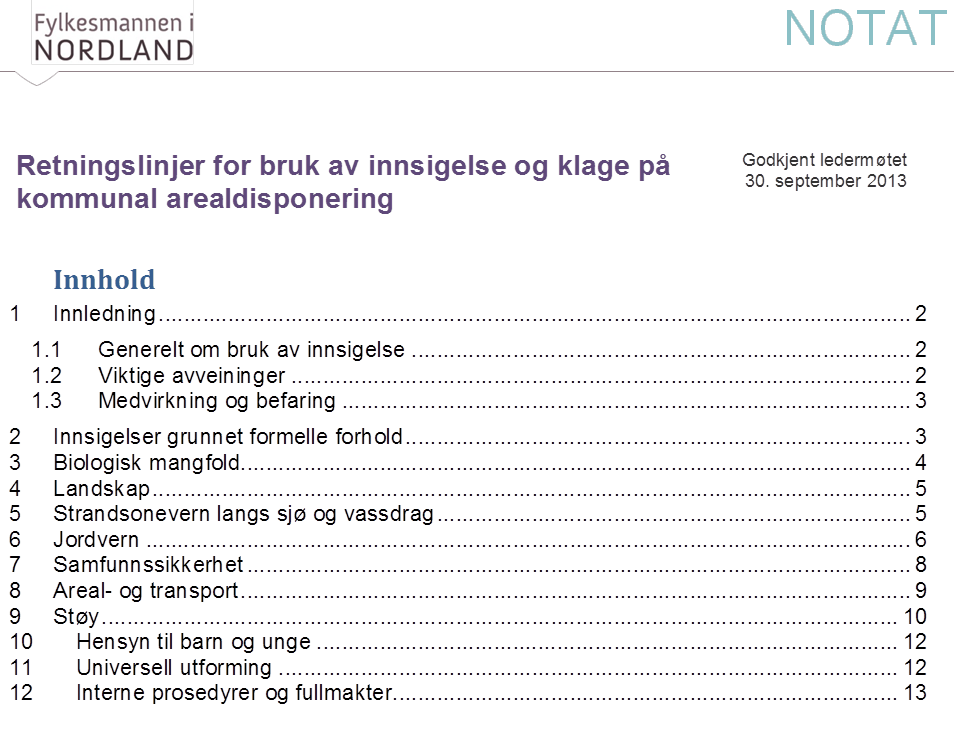 Fylkesmannen i
NORDLAND
NOTAT
Retningslinjer for bruk av innsigelse og klage på
kommunal arealdisponering
Godkjent ledermøtet
30. september 2013
Innhold
1 Innledning 2
1.1 Generelt om bruk av innsigelse 2
1.2 Viktige avveininger 2
1.3 Medvirkning og befaring 3
2 Innsigelser grunnet formelle forhold 3
3 Biologisk mangfold 4
4 Landskap 5
5 Strandsonevern langs sjø og vassdrag 5
6 Jordvern 6
7 Samfunnssikkerhet 8
8 Areal- og transport 9
9 Støy 10
10 Hensyn til barn og unge 12
11 Universell utforming 12
12 Interne prosedyrer og fullmakter 13